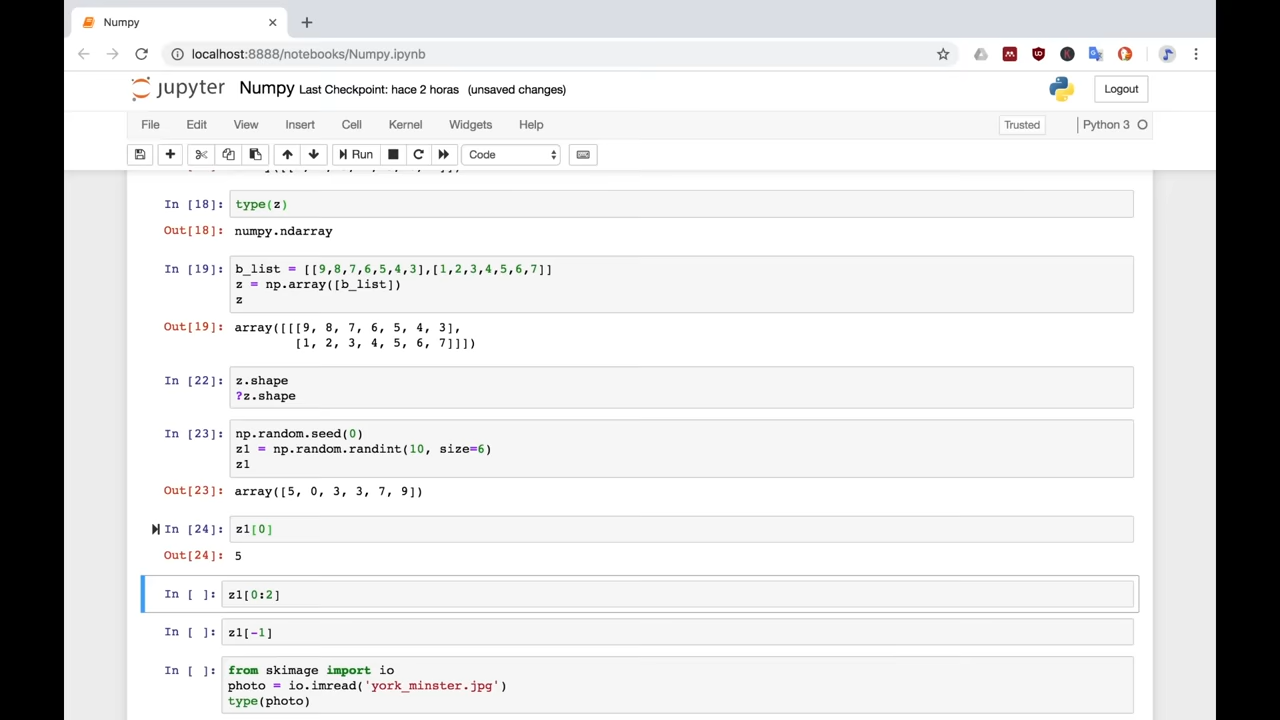 Numpy
localhost:8888/notebooks/Numpy.ipynb
jupyter Numpy Last Checkpoint: hace 2 horas (unsaved changes)
Logout
File Edit View Insert Cell Kernel Widgets Help Trusted Python 3
Run Code
In [18]: type(z)
Out[18]: numpy.ndarray
In [19]: b_list = [[9,8,7,6,5,4,3],[1,2,3,4,5,6,7]]
z = np.array([b_list])
z
Out[19]: array([[[9, 8, 7, 6, 5, 4, 3],
[1, 2, 3, 4, 5, 6, 7]]])
In [22]: z.shape
?z.shape
In [23]: np.random.seed(0)
z1 = np.random.randint(10, size=6)
z1
Out[23]: array([5, 0, 3, 3, 7, 9])
In [24]: z1[0]
Out[24]: 5
In [ ]: z1[0:2]
In [ ]: z1[-1]
In [ ]: from skimage import io
photo = io.imread('york_minster.jpg')
type(photo)